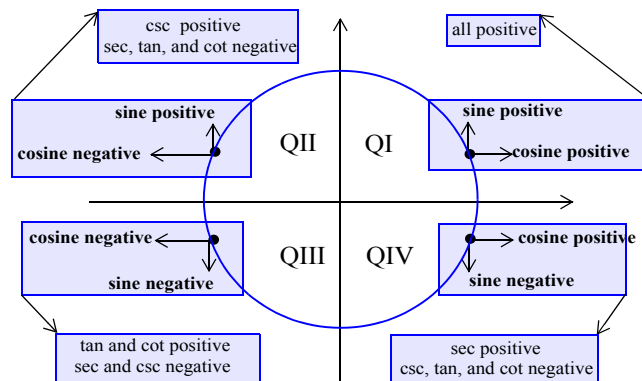 csc positive
sec, tan, and cot negative
all positive
sine positive
cosine negative
QII
QI
sine positive
cosine positive
cosine negative
sine negative
QIII
QIV
cosine positive
sine negative
tan and cot positive
sec and csc negative
sec positive
csc, tan, and cot negative